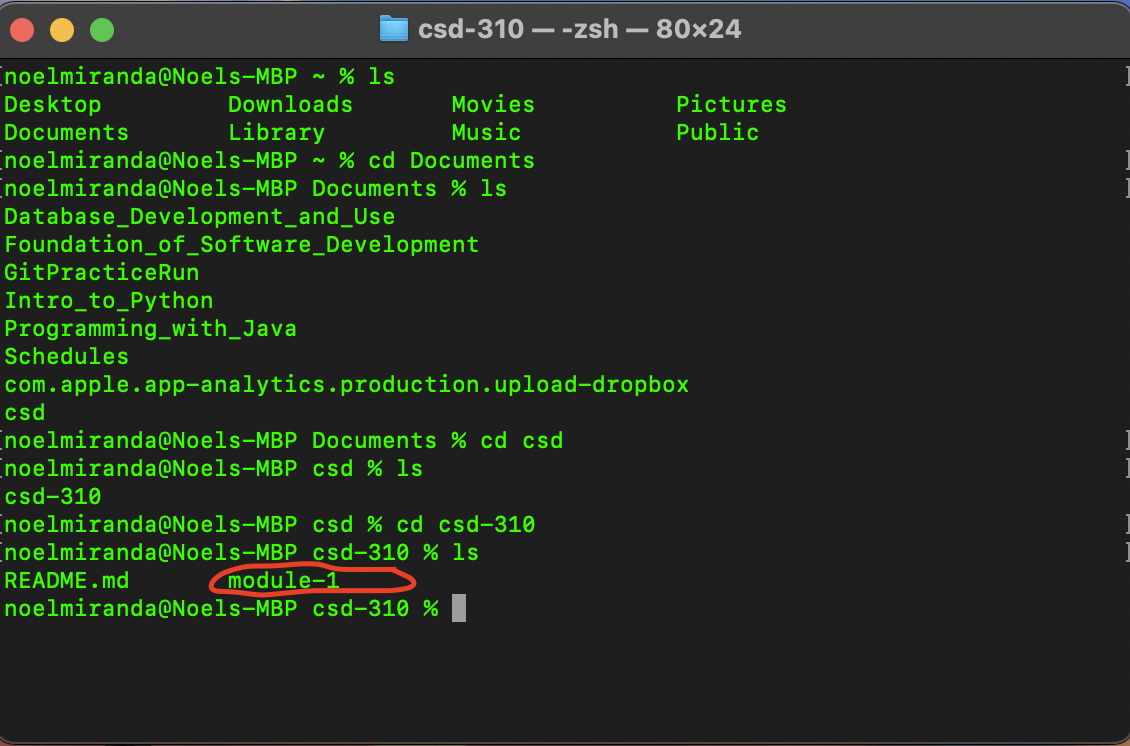 csd-310 — -zsh — 80×24
noelmiranda@Noels-MBP ~ % ls
Desktop Downloads Movies Pictures
Documents Library Music Public
noelmiranda@Noels-MBP ~ % cd Documents
noelmiranda@Noels-MBP Documents % ls
Database_Development_and_Use
Foundation_of_Software_Development
GitPracticeRun
Intro_to_Python
Programming_with_Java
Schedules
com.apple.app-analytics.production.upload-dropbox
csd
noelmiranda@Noels-MBP Documents % cd csd
noelmiranda@Noels-MBP csd % ls
csd-310
noelmiranda@Noels-MBP csd % cd csd-310
noelmiranda@Noels-MBP csd-310 % ls
README.md module-1
noelmiranda@Noels-MBP csd-310 %